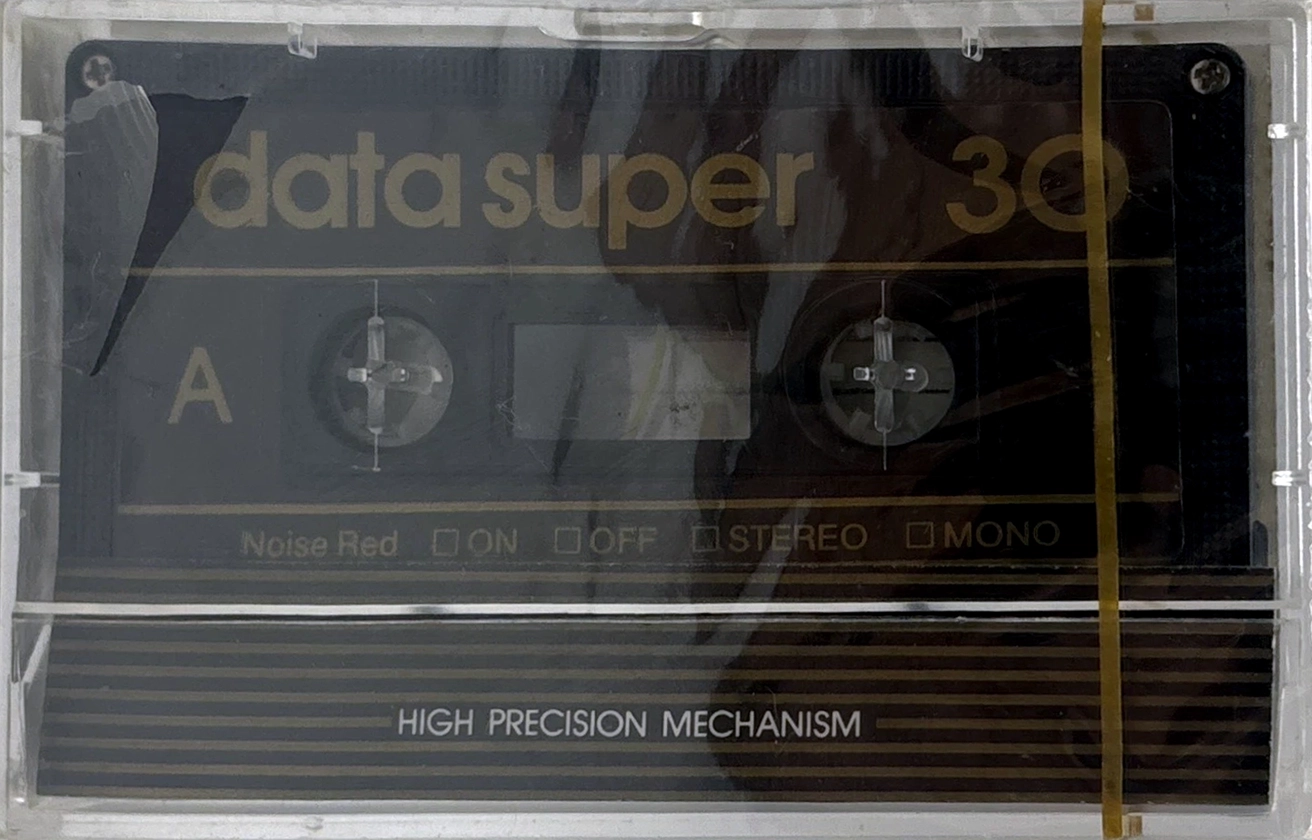 data super 30
A
Noise Red □ ON □ OFF □ STEREO □ MONO
HIGH PRECISION MECHANISM